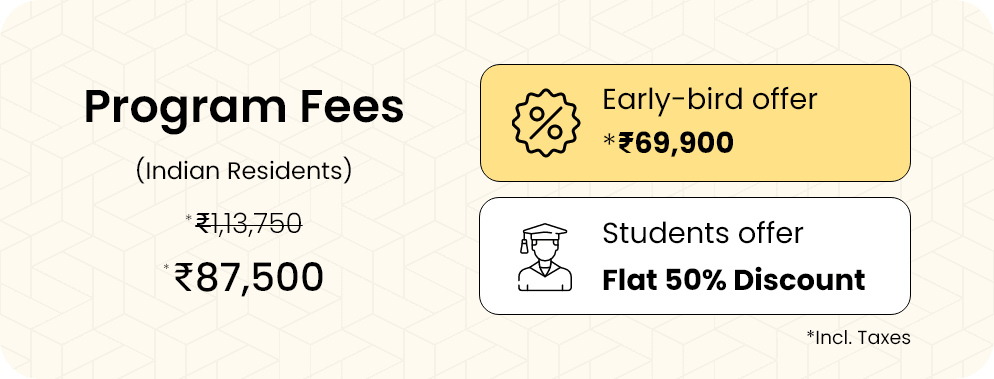 Program Fees
(Indian Residents)
*₹1,13,750
*₹87,500
Early-bird offer
*₹69,900
Students offer
Flat 50% Discount
*Incl. Taxes